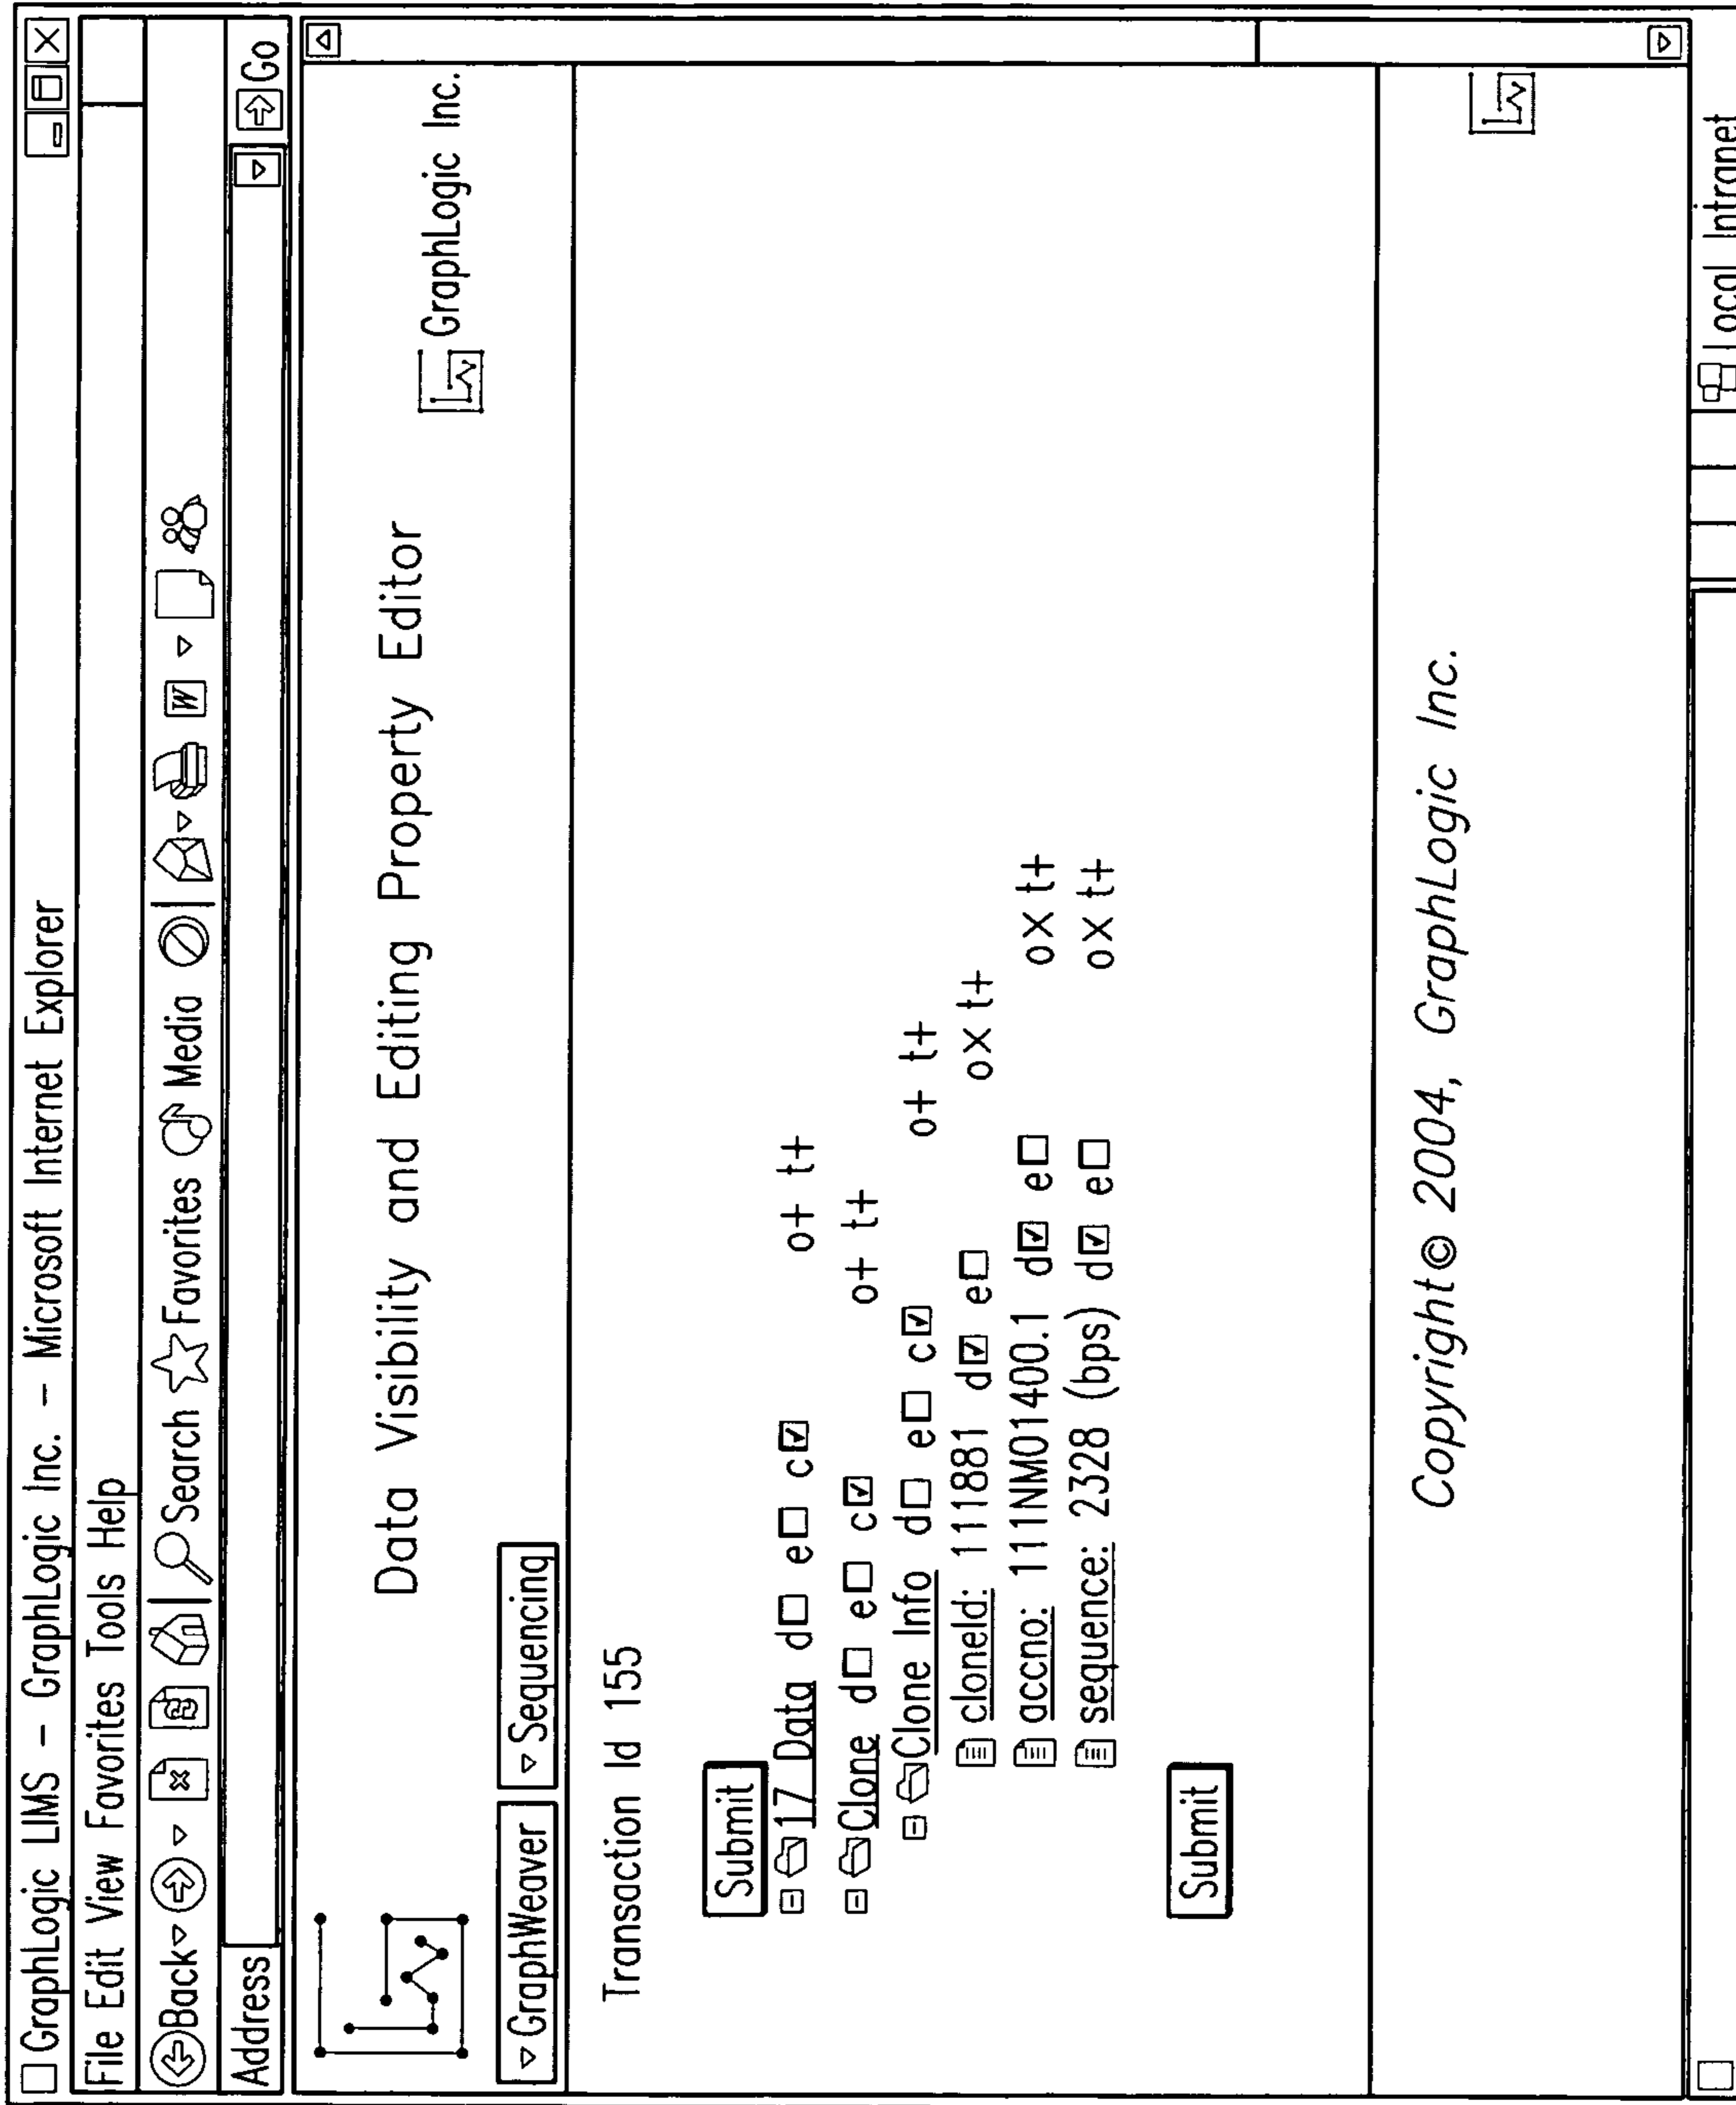 GraphLogic LIMS – GraphLogic Inc. – Microsoft Internet Explorer
File Edit View Favorites Tools Help
Back Search Favorites Media W
Address Go
Data Visibility and Editing Property Editor
GraphLogic Inc.
GraphWeaver Sequencing
Transaction Id 155
Submit
17 Data d e c o+ t+
Clone d e c o+ t+
Clone Info d e c o+ t+
cloneId: 111881 d e ox t+
accno: 111NM01400.1 d e ox t+
sequence: 2328 (bps) d e ox t+
Submit
Copyright© 2004, GraphLogic Inc.
Local Intranet